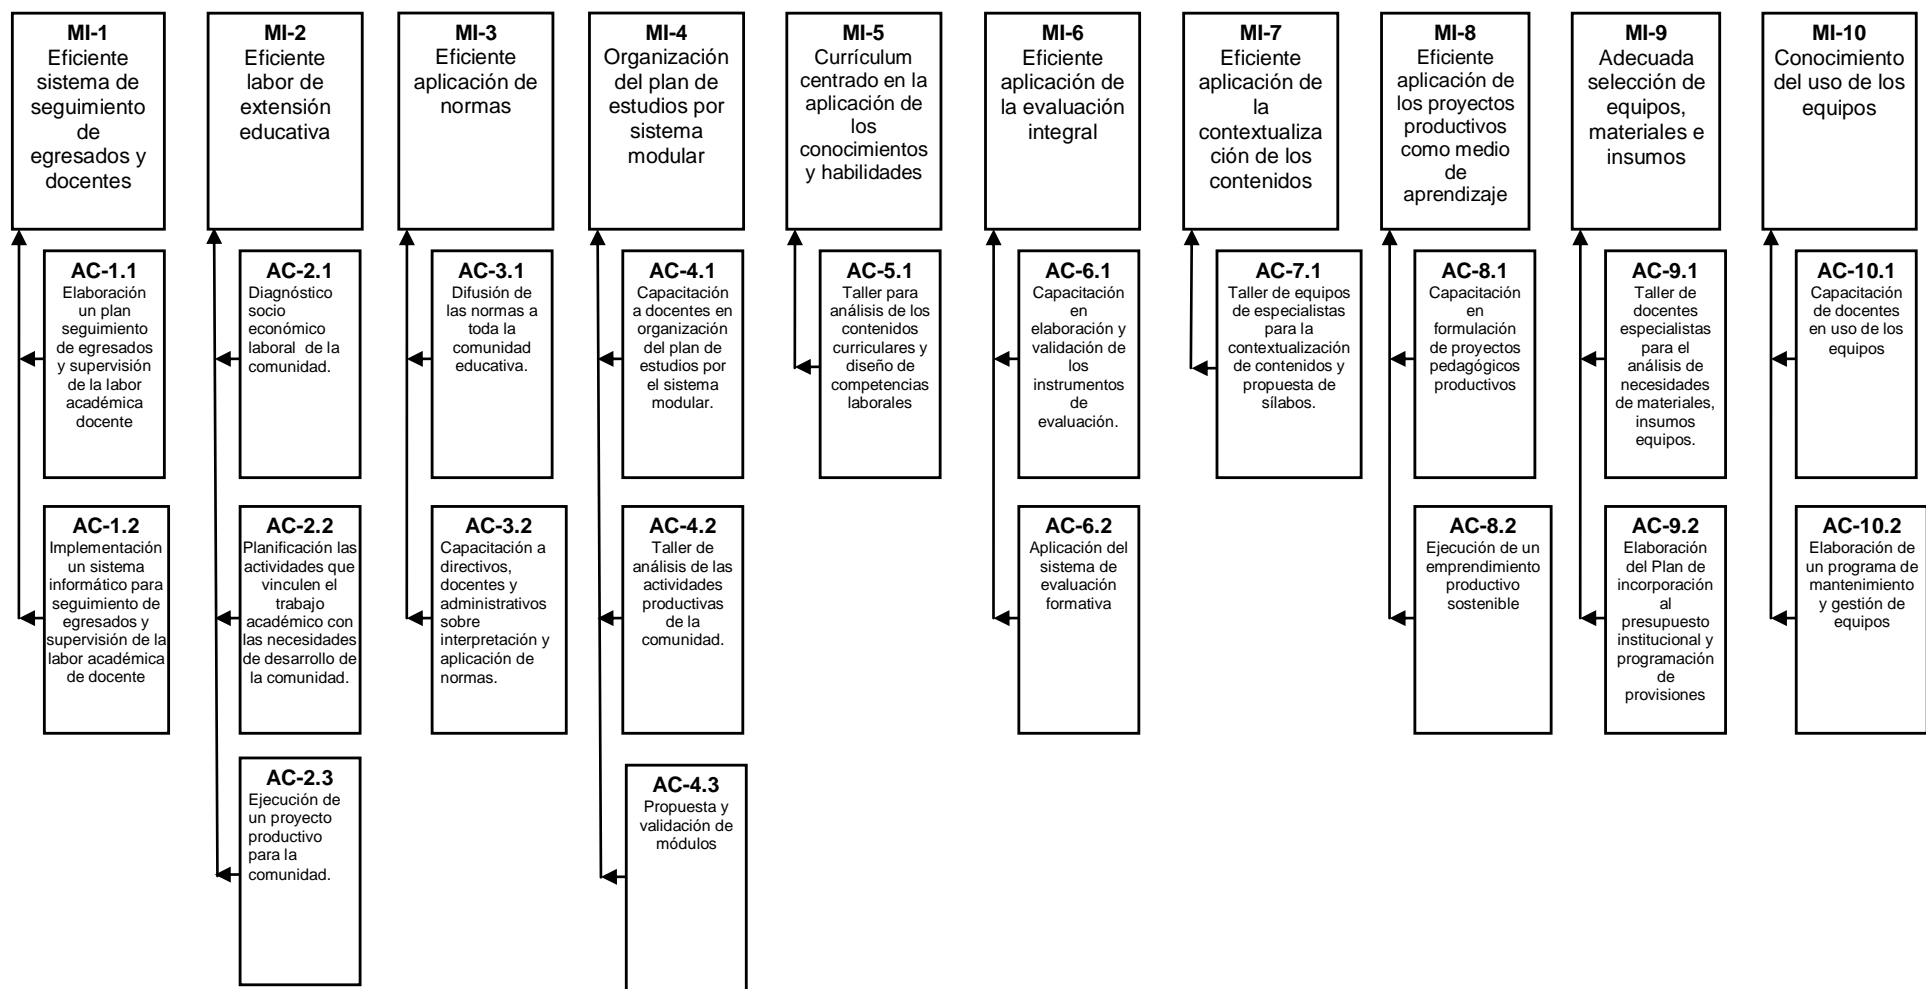 MI-1
Eficiente
sistema de
seguimiento
de
egresados y
docentes
MI-2
Eficiente
labor de
extensión
educativa
MI-3
Eficiente
aplicación de
normas
MI-4
Organización
del plan de
estudios por
sistema
modular
MI-5
Currículum
centrado en la
aplicación de
los
conocimientos
y habilidades
MI-6
Eficiente
aplicación de
la evaluación
integral
MI-7
Eficiente
aplicación de
la
contextualiza
ción de los
contenidos
MI-8
Eficiente
aplicación de
los proyectos
productivos
como medio
de
aprendizaje
MI-9
Adecuada
selección de
equipos,
materiales e
insumos
MI-10
Conocimiento
del uso de los
equipos
AC-1.1
Elaboración
un plan
seguimiento
de egresados
y supervisión
de la labor
académica
docente
AC-2.1
Diagnóstico
socio
económico
laboral de la
comunidad.
AC-3.1
Difusión de
las normas a
toda la
comunidad
educativa.
AC-4.1
Capacitación
a docentes en
organización
del plan de
estudios por
el sistema
modular.
AC-5.1
Taller para
análisis de los
contenidos
curriculares y
diseño de
competencias
laborales
AC-6.1
Capacitación
en
elaboración y
validación de
los
instrumentos
de
evaluación.
AC-7.1
Taller de equipos
de especialistas
para la
contextualización
de contenidos y
propuesta de
sílabos.
AC-8.1
Capacitación
en
formulación
de proyectos
pedagógicos
productivos
AC-9.1
Taller de
docentes
especialistas
para el
análisis de
necesidades
de materiales,
insumos
equipos.
AC-10.1
Capacitación
de docentes
en uso de los
equipos
AC-1.2
Implementación
un sistema
informático para
seguimiento de
egresados y
supervisión de la
labor académica
de docente
AC-2.2
Planificación las
actividades que
vinculen el
trabajo
académico con
las necesidades
de desarrollo de
la comunidad.
AC-3.2
Capacitación a
directivos,
docentes y
administrativos
sobre
interpretación y
aplicación de
normas.
AC-4.2
Taller de
análisis de las
actividades
productivas
de la
comunidad.
AC-6.2
Aplicación del
sistema de
evaluación
formativa
AC-8.2
Ejecución de un
emprendimiento
productivo
sostenible
AC-9.2
Elaboración
del Plan de
incorporación
al
presupuesto
institucional y
programación
de
provisiones
AC-10.2
Elaboración de
un programa de
mantenimiento
y gestión de
equipos
AC-2.3
Ejecución de
un proyecto
productivo
para la
comunidad.
AC-4.3
Propuesta y
validación de
módulos